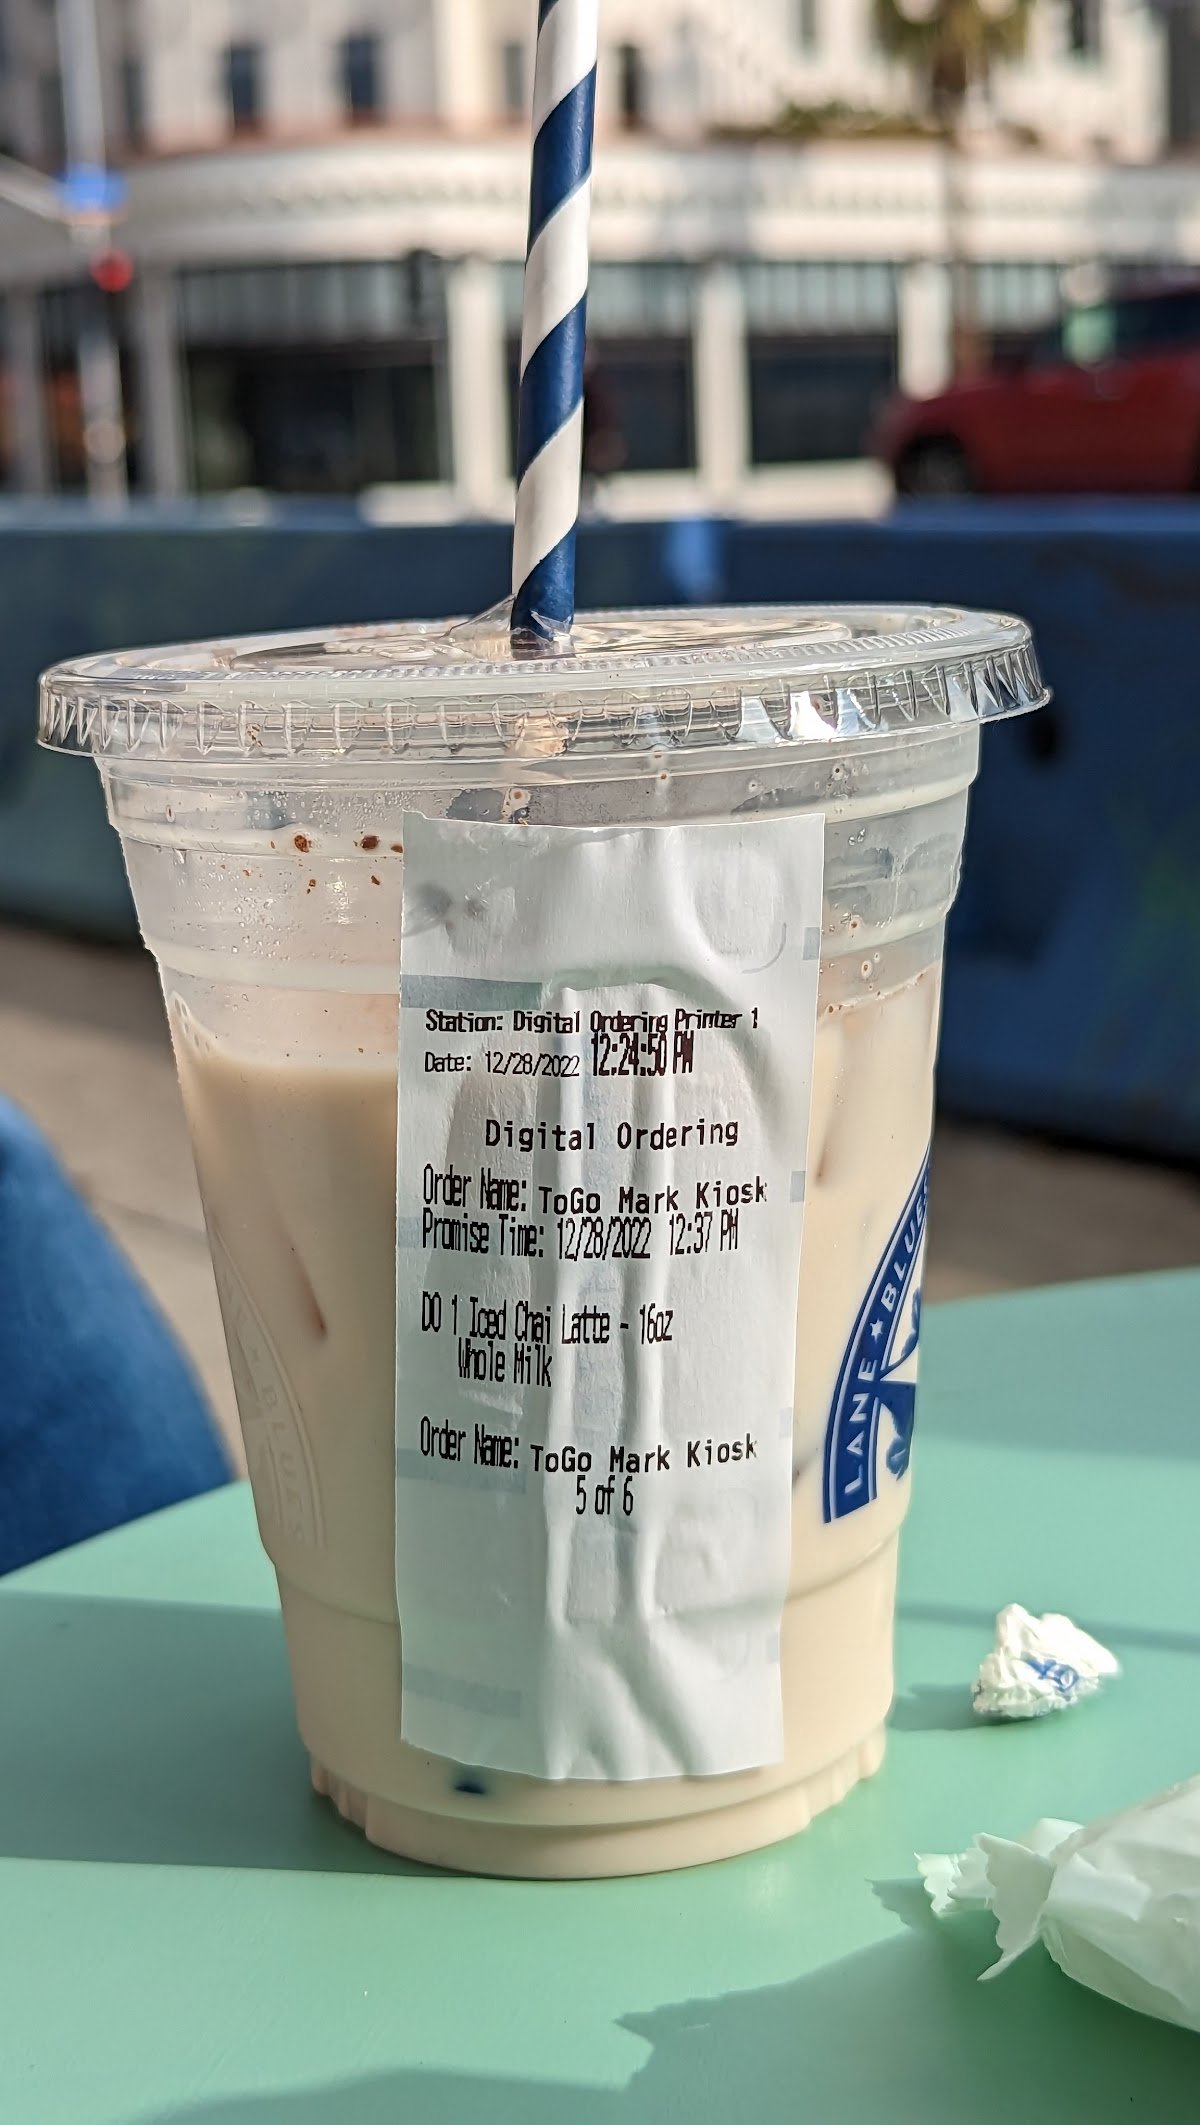 Station: Digital Ordering Printer 1
Date: 12/28/2022 12:24:50 PM
Digital Ordering
Order Name: ToGo Mark Kiosk
Promise Time: 12/28/2022 12:37 PM
DO 1 Iced Chai Latte - 16oz
Whole Milk
Order Name: ToGo Mark Kiosk
5 of 6
LANE ★ BLUES